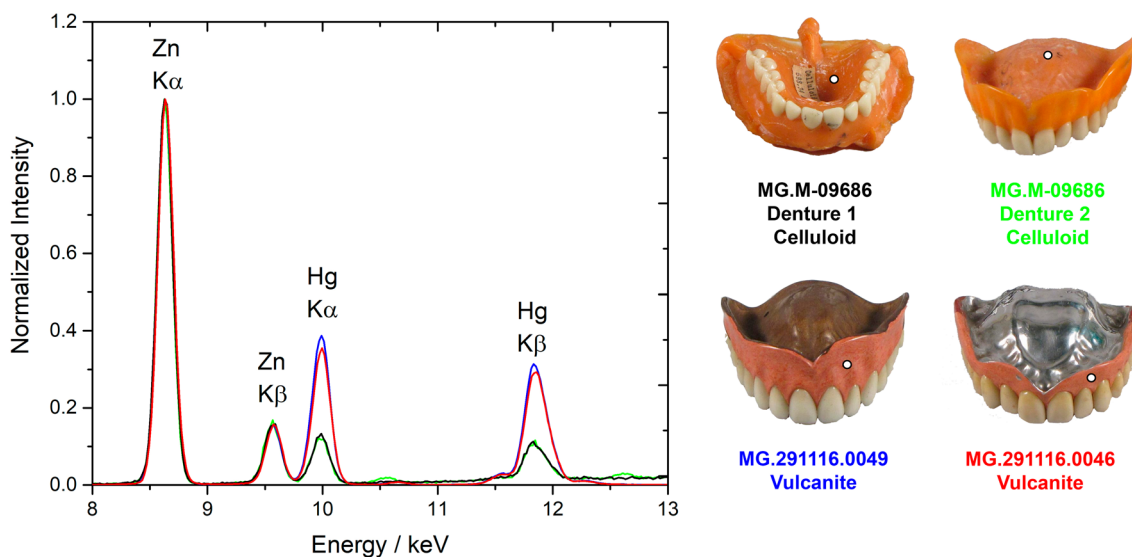 Normalized Intensity
1.2
1.0
0.8
0.6
0.4
0.2
0.0
Zn
Kα
Zn
Kβ
Hg
Kα
Hg
Kβ
8
9
10
11
12
13
Energy / keV
MG.M-09686
Denture 1
Celluloid
MG.M-09686
Denture 2
Celluloid
MG.291116.0049
Vulcanite
MG.291116.0046
Vulcanite